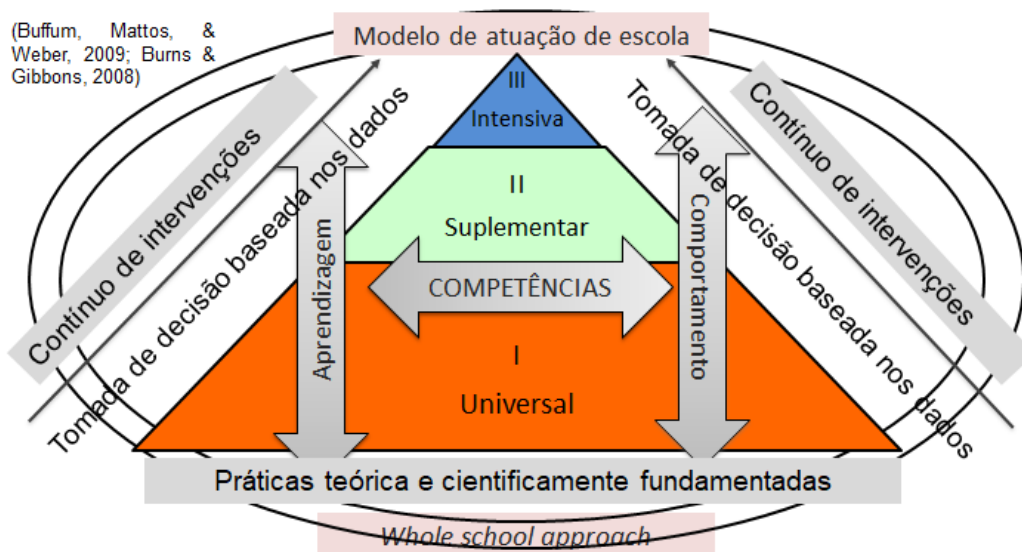 (Buffum, Mattos, &
Weber, 2009; Burns &
Gibbons, 2008)
Modelo de atuação de escola
Contínuo de intervenções
Tomada de decisão baseada nos dados
Aprendizagem
III
Intensiva
II
Suplementar
COMPETÊNCIAS
I
Universal
Comportamento
Tomada de decisão baseada nos dados
Contínuo de intervenções
Práticas teórica e cientificamente fundamentadas
Whole school approach